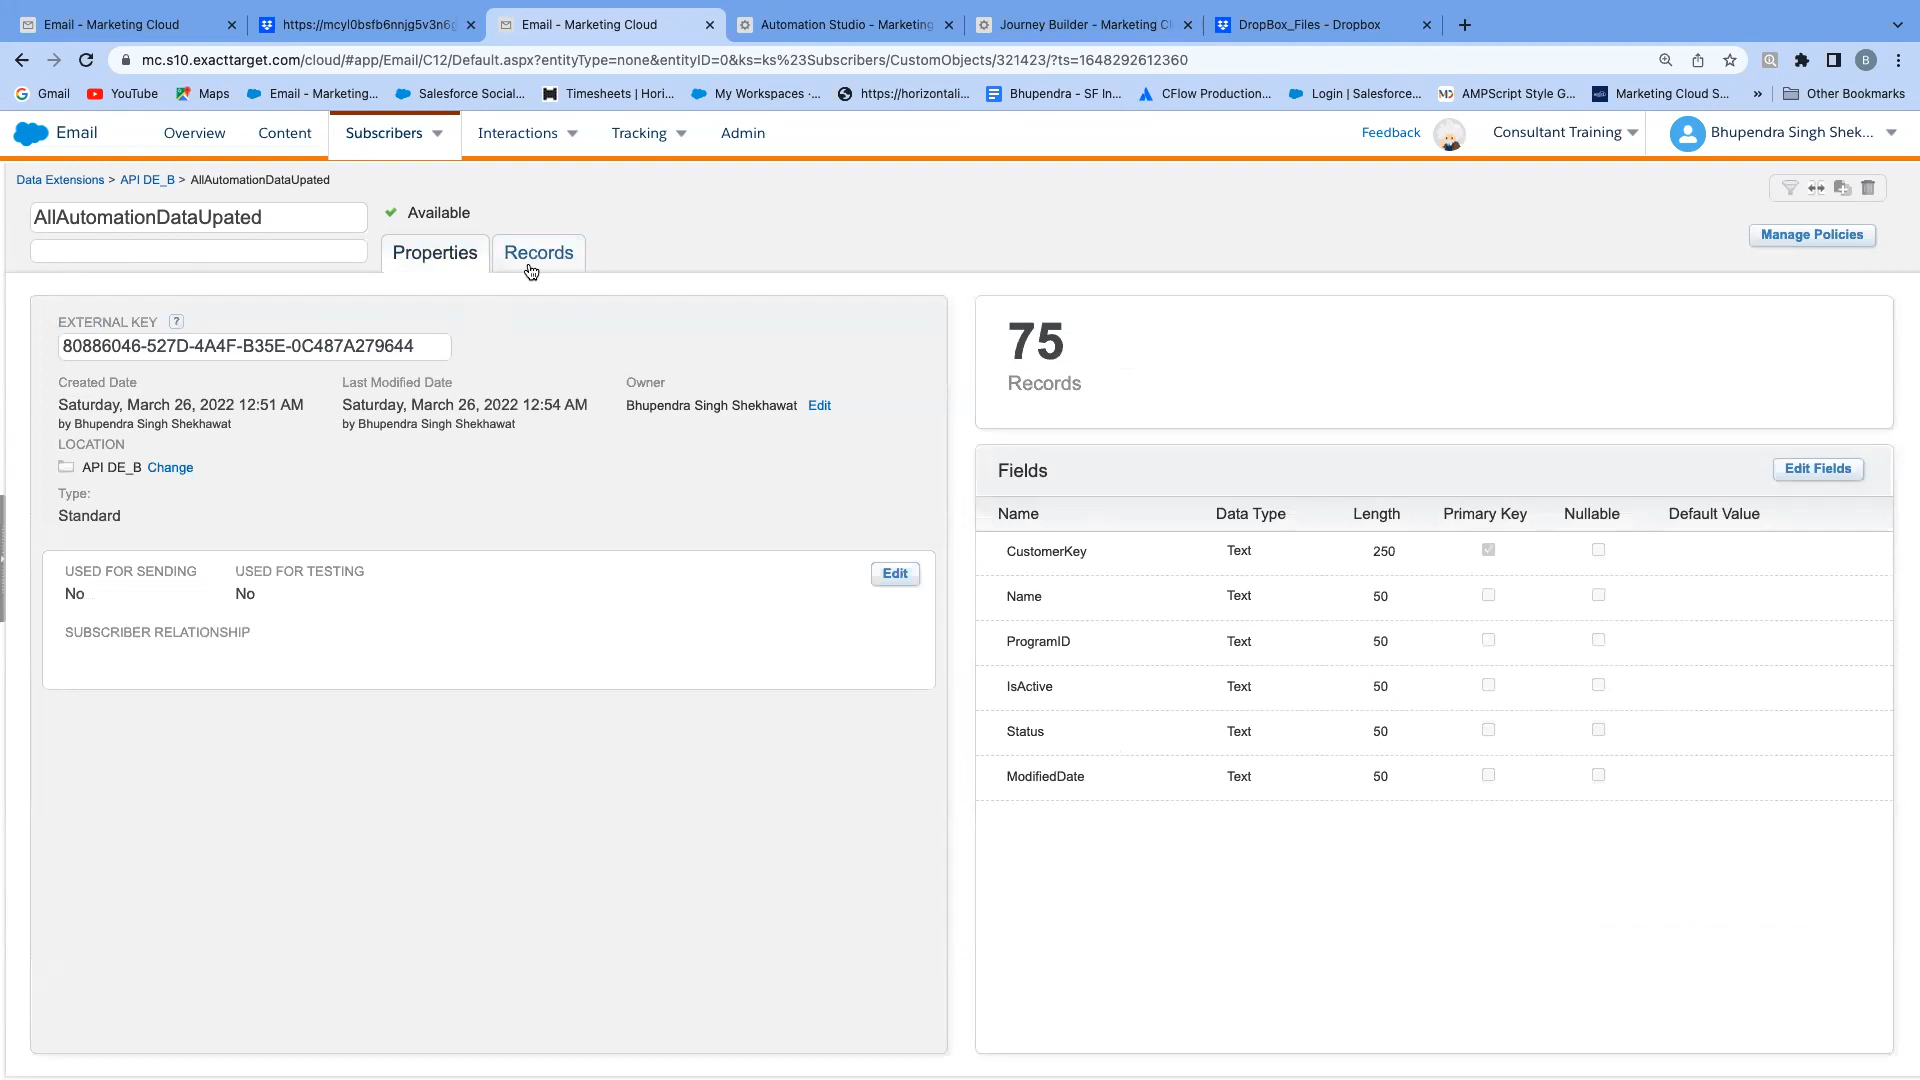 Email - Marketing Cloud
https://mcyl0bsfb6nnjg5v3n6g
Email - Marketing Cloud
Automation Studio - Marketing
Journey Builder - Marketing Cl
DropBox_Files - Dropbox
mc.s10.exacttarget.com/cloud/#app/Email/C12/Default.aspx?entityType=none&entityID=0&ks=ks%23Subscribers/CustomObjects/321423/?ts=1648292612360
B
Gmail
YouTube
Maps
Email - Marketing...
Salesforce Social...
Timesheets | Hori...
My Workspaces -...
https://horizontali...
Bhupendra - SF In...
CFlow Production...
Login | Salesforce...
AMPScript Style G...
Marketing Cloud S...
»
Other Bookmarks
Email
Overview
Content
Subscribers
Interactions
Tracking
Admin
Feedback
Consultant Training
Bhupendra Singh Shek...
Data Extensions > API DE_B > AllAutomationDataUpated
AllAutomationDataUpated
Available
Properties
Records
Manage Policies
EXTERNAL KEY ?
80886046-527D-4A4F-B35E-0C487A279644
Created Date
Saturday, March 26, 2022 12:51 AM
by Bhupendra Singh Shekhawat
Last Modified Date
Saturday, March 26, 2022 12:54 AM
by Bhupendra Singh Shekhawat
Owner
Bhupendra Singh Shekhawat Edit
LOCATION
API DE_B Change
Type:
Standard
USED FOR SENDING
No
USED FOR TESTING
No
Edit
SUBSCRIBER RELATIONSHIP
75
Records
Fields
Edit Fields
Name Data Type Length Primary Key Nullable Default Value
CustomerKey Text 250
Name Text 50
ProgramID Text 50
IsActive Text 50
Status Text 50
ModifiedDate Text 50